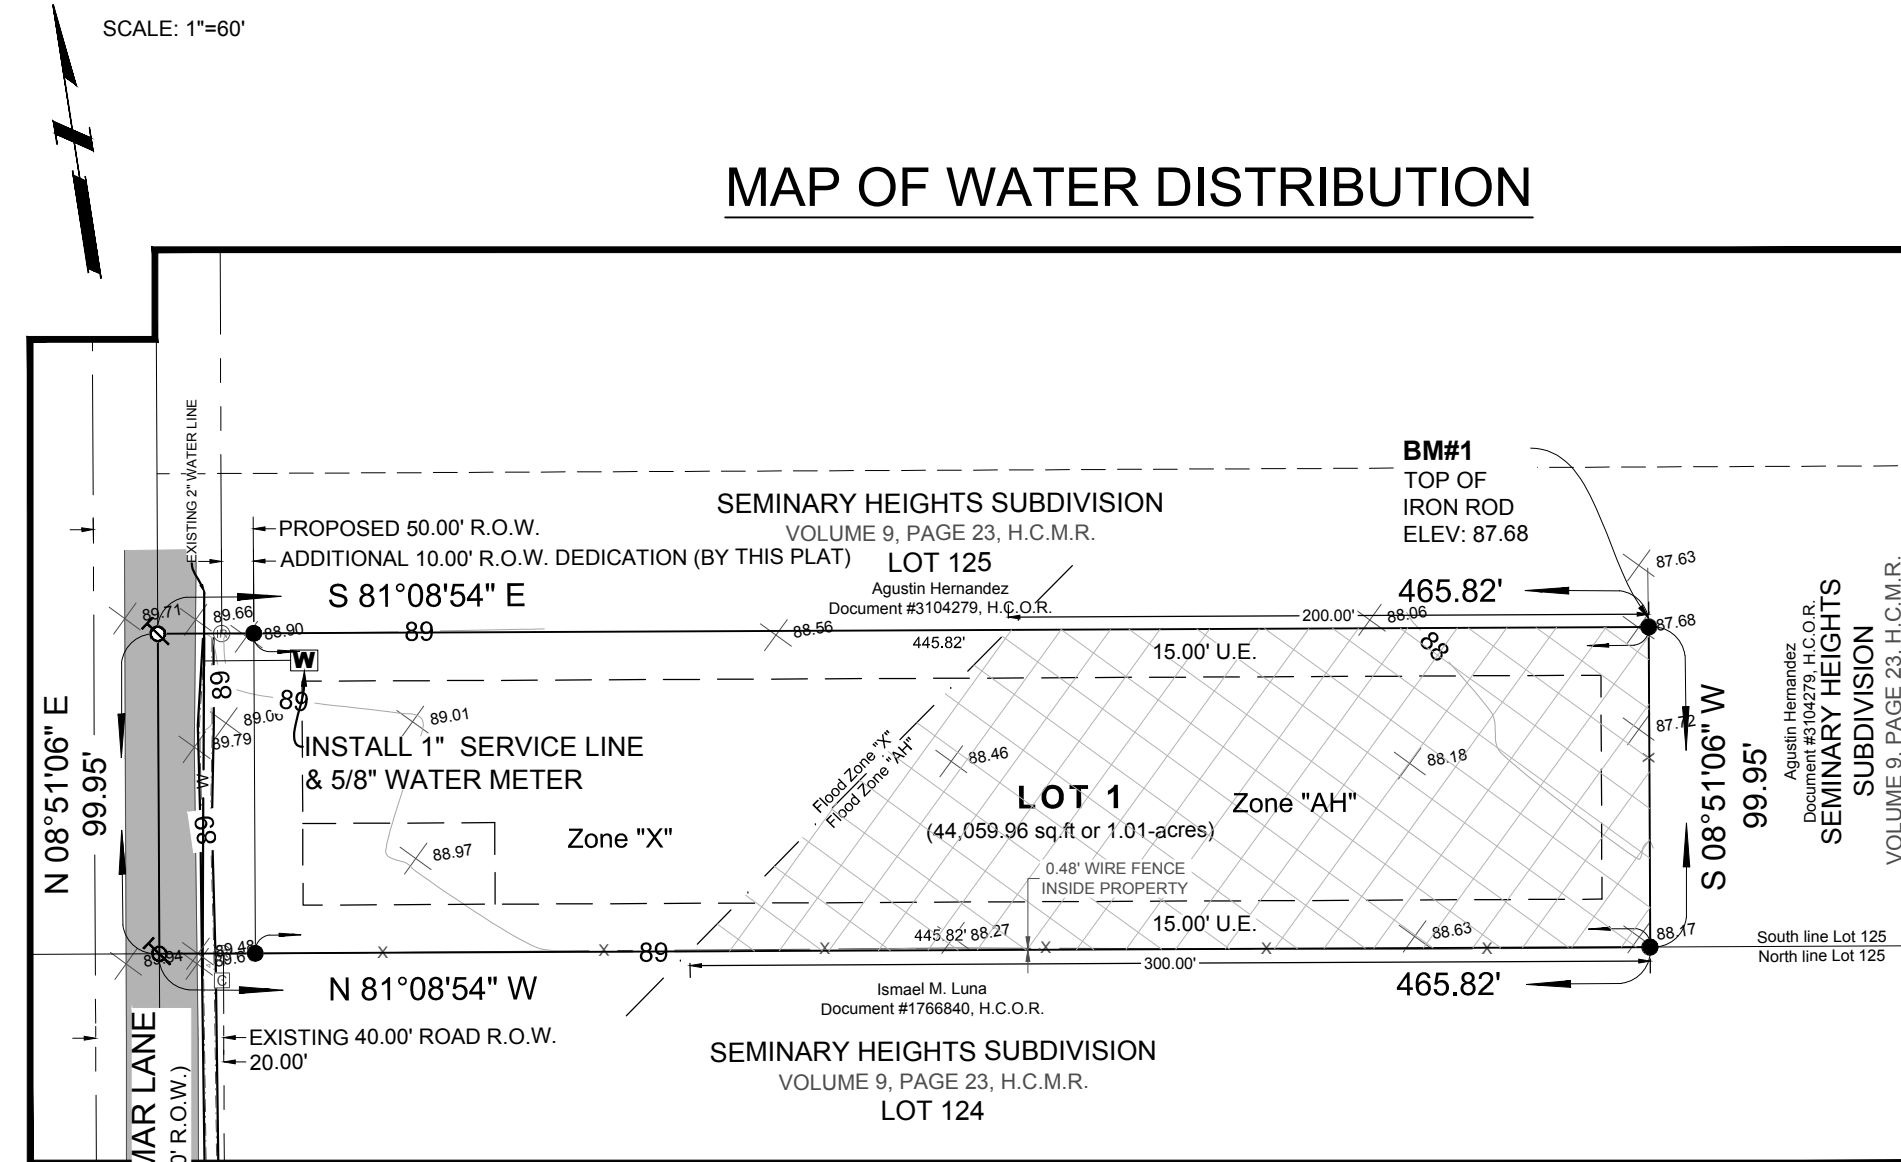 SCALE: 1"=60'
MAP OF WATER DISTRIBUTION
EXISTING 2" WATER LINE
BM#1
TOP OF
IRON ROD
ELEV: 87.68
SEMINARY HEIGHTS SUBDIVISION
VOLUME 9, PAGE 23, H.C.M.R.
LOT 125
Agustin Hernandez
Document #3104279, H.C.O.R.
PROPOSED 50.00' R.O.W.
ADDITIONAL 10.00' R.O.W. DEDICATION (BY THIS PLAT)
S 81°08'54" E
465.82'
87.63
200.00'
88.06
87.68
89.71
89.66
88.90
89
88.56
445.82'
15.00' U.E.
88
W
89
89
89.06
89.01
89.79
INSTALL 1" SERVICE LINE
& 5/8" WATER METER
W
89
N 08°51'06" E
99.95'
Flood Zone "X"
Flood Zone "AH"
88.46
88.18
87.72
LOT 1
(44,059.96 sq.ft or 1.01-acres)
Zone "AH"
Zone "X"
88.97
0.48' WIRE FENCE
INSIDE PROPERTY
S 08°51'06" W
99.95'
Agustin Hernandez
Document #3104279, H.C.O.R.
SEMINARY HEIGHTS
SUBDIVISION
VOLUME 9, PAGE 23, H.C.M.R.
15.00' U.E.
445.82'
88.27
88.63
88.17
89.48
89.94
89
South line Lot 125
North line Lot 125
300.00'
C
N 81°08'54" W
465.82'
Ismael M. Luna
Document #1766840, H.C.O.R.
EXISTING 40.00' ROAD R.O.W.
20.00'
SEMINARY HEIGHTS SUBDIVISION
VOLUME 9, PAGE 23, H.C.M.R.
LOT 124
MAR LANE
0' R.O.W.)